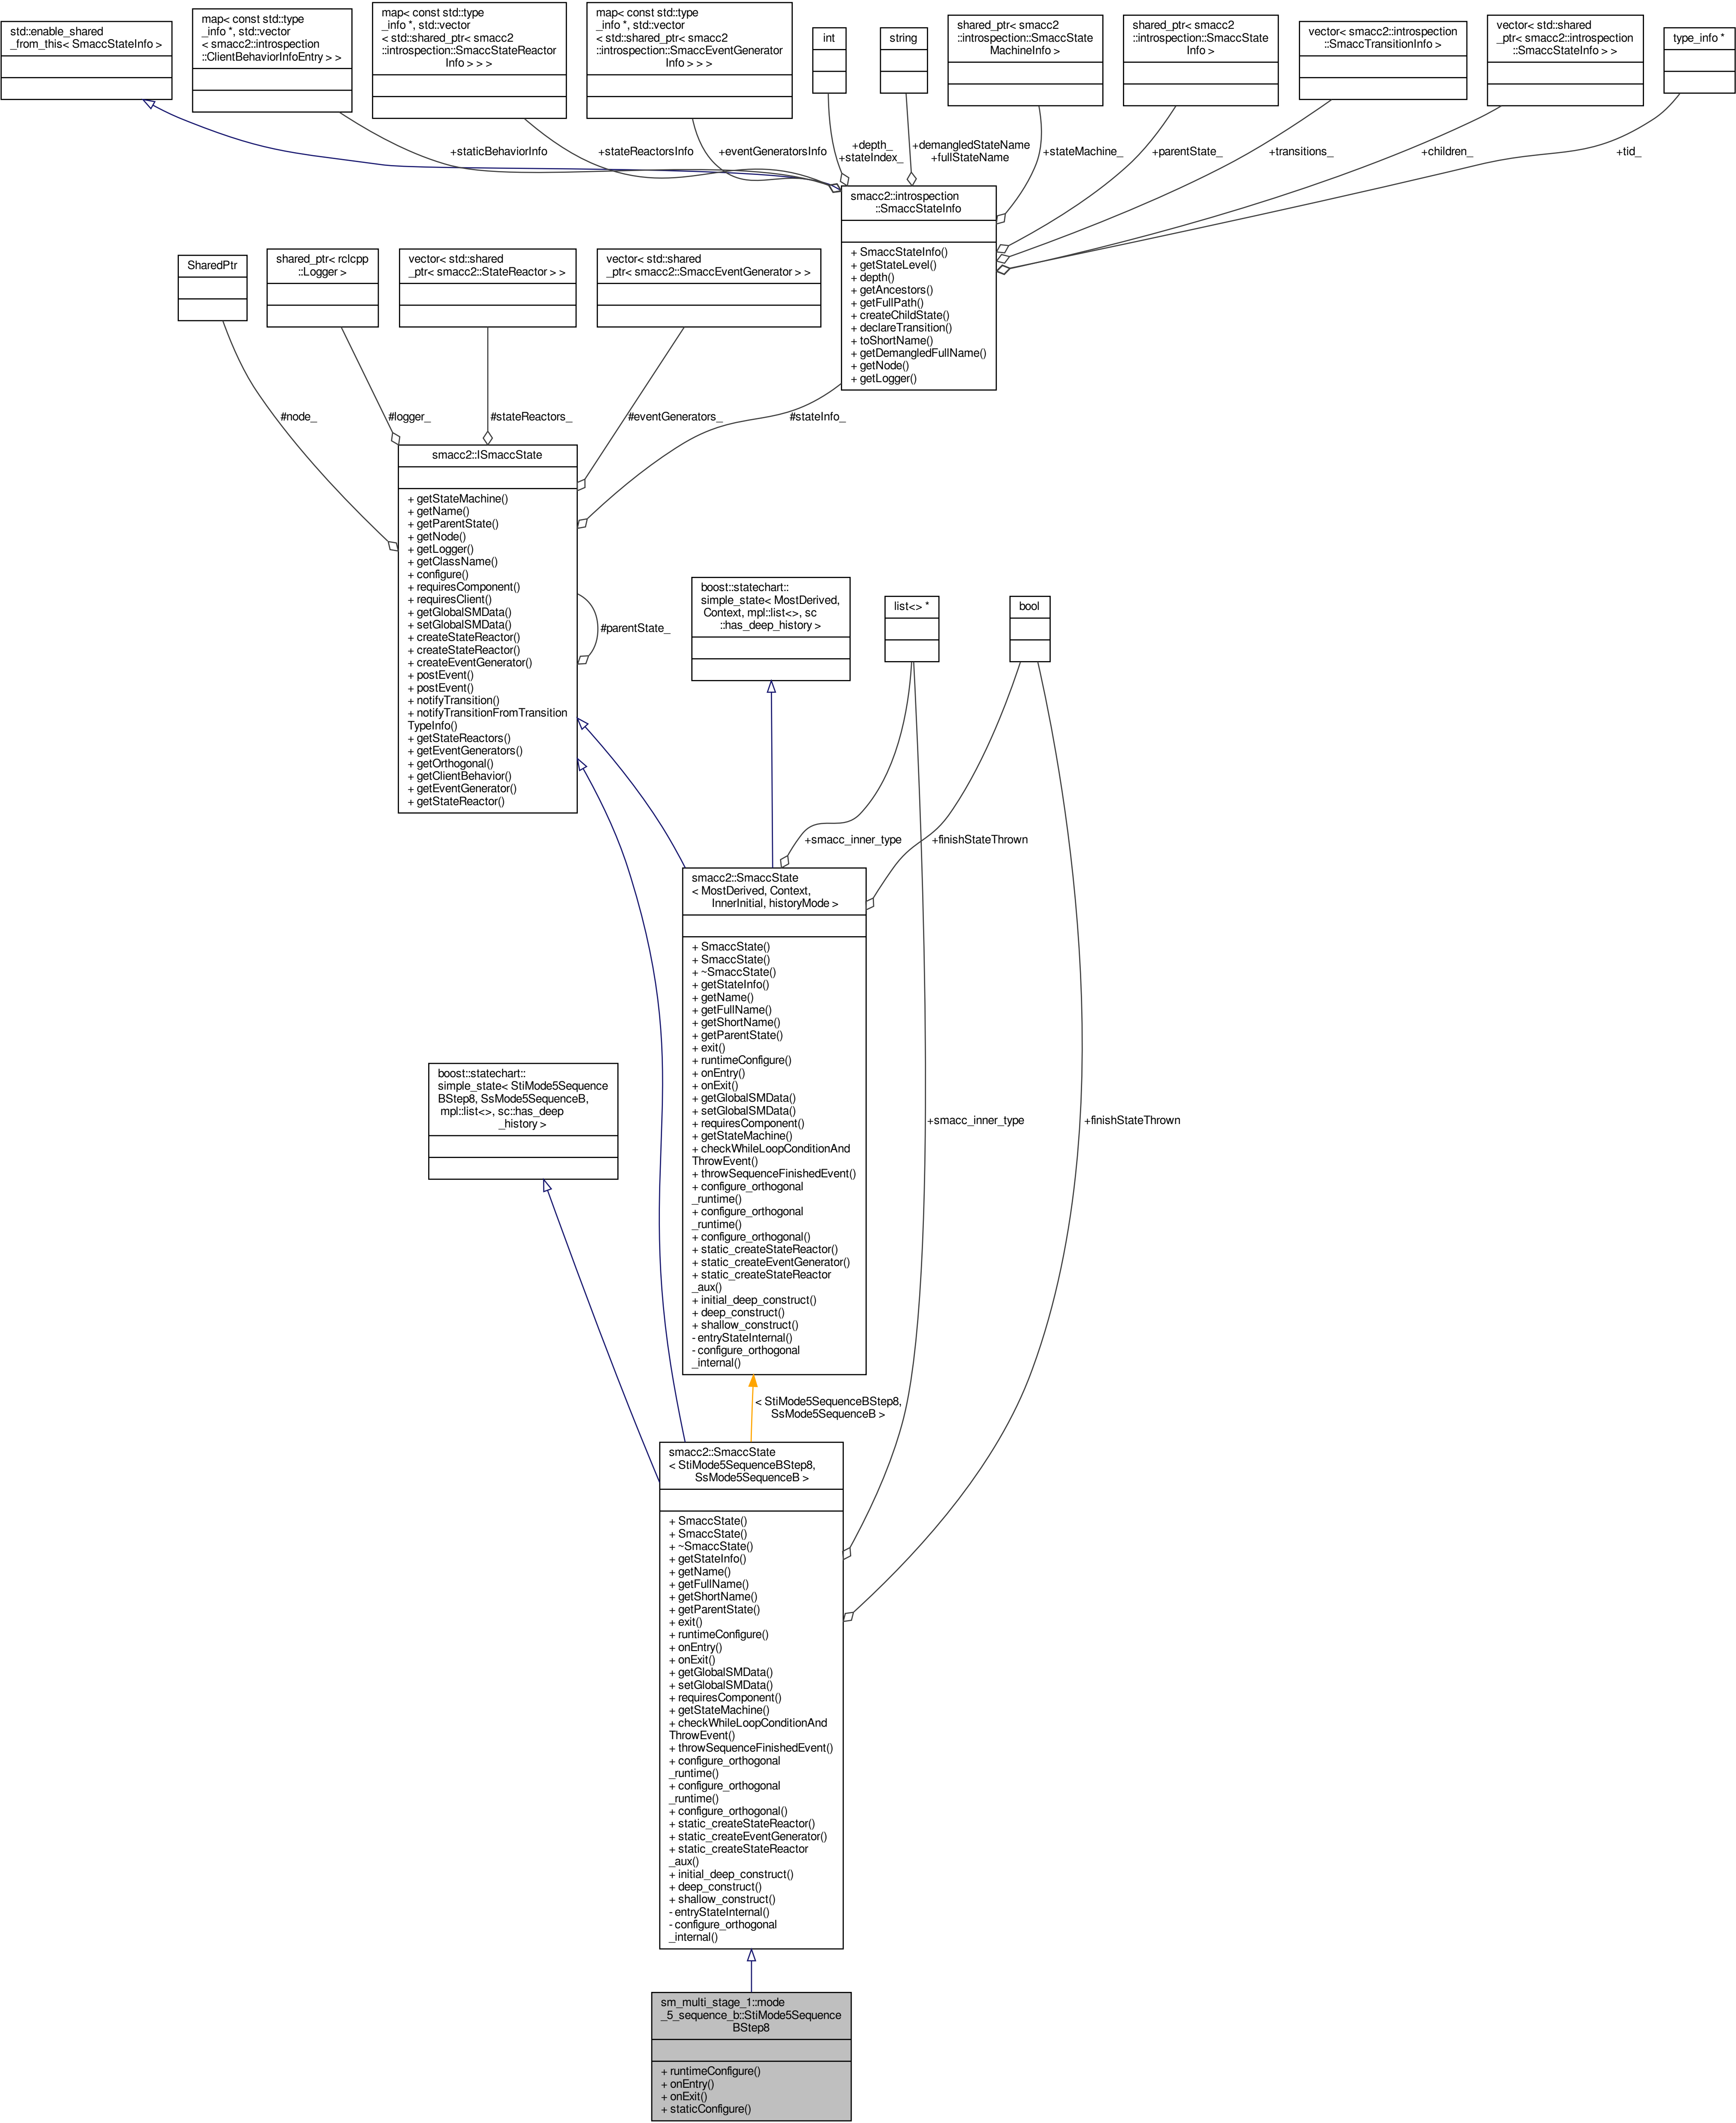 std::enable_shared
_from_this< SmaccStateInfo >
map< const std::type
_info *, std::vector
< smacc2::introspection
::ClientBehaviorInfoEntry > >
map< const std::type
_info *, std::vector
< std::shared_ptr< smacc2
::introspection::SmaccStateReactor
Info > > >
map< const std::type
_info *, std::vector
< std::shared_ptr< smacc2
::introspection::SmaccEventGenerator
Info > > >
int
string
shared_ptr< smacc2
::introspection::SmaccState
MachineInfo >
shared_ptr< smacc2
::introspection::SmaccState
Info >
vector< smacc2::introspection
::SmaccTransitionInfo >
vector< std::shared
_ptr< smacc2::introspection
::SmaccStateInfo > >
type_info *
+staticBehaviorInfo
+stateReactorsInfo
+eventGeneratorsInfo
+depth_
+stateIndex_
+demangledStateName
+fullStateName
+stateMachine_
+parentState_
+transitions_
+children_
+tid_
smacc2::introspection
::SmaccStateInfo
+ SmaccStateInfo()
+ getStateLevel()
+ depth()
+ getAncestors()
+ getFullPath()
+ createChildState()
+ declareTransition()
+ toShortName()
+ getDemangledFullName()
+ getNode()
+ getLogger()
SharedPtr
shared_ptr< rclcpp
::Logger >
vector< std::shared
_ptr< smacc2::StateReactor > >
vector< std::shared
_ptr< smacc2::SmaccEventGenerator > >
#node_
#logger_
#stateReactors_
#eventGenerators_
#stateInfo_
smacc2::ISmaccState
+ getStateMachine()
+ getName()
+ getParentState()
+ getNode()
+ getLogger()
+ getClassName()
+ configure()
+ requiresComponent()
+ requiresClient()
+ getGlobalSMData()
+ setGlobalSMData()
+ createStateReactor()
+ createStateReactor()
+ createEventGenerator()
+ postEvent()
+ postEvent()
+ notifyTransition()
+ notifyTransitionFromTransition
TypeInfo()
+ getStateReactors()
+ getEventGenerators()
+ getOrthogonal()
+ getClientBehavior()
+ getEventGenerator()
+ getStateReactor()
#parentState_
boost::statechart::
simple_state< MostDerived,
Context, mpl::list<>, sc
::has_deep_history >
list<> *
bool
+smacc_inner_type
+finishStateThrown
smacc2::SmaccState
< MostDerived, Context,
InnerInitial, historyMode >
+ SmaccState()
+ SmaccState()
+ ~SmaccState()
+ getStateInfo()
+ getName()
+ getFullName()
+ getShortName()
+ getParentState()
+ exit()
+ runtimeConfigure()
+ onEntry()
+ onExit()
+ getGlobalSMData()
+ setGlobalSMData()
+ requiresComponent()
+ getStateMachine()
+ checkWhileLoopConditionAnd
ThrowEvent()
+ throwSequenceFinishedEvent()
+ configure_orthogonal
_runtime()
+ configure_orthogonal
_runtime()
+ configure_orthogonal()
+ static_createStateReactor()
+ static_createEventGenerator()
+ static_createStateReactor
_aux()
+ initial_deep_construct()
+ deep_construct()
+ shallow_construct()
- entryStateInternal()
- configure_orthogonal
_internal()
boost::statechart::
simple_state< StiMode5Sequence
BStep8, SsMode5SequenceB,
mpl::list<>, sc::has_deep
_history >
+smacc_inner_type
+finishStateThrown
< StiMode5SequenceBStep8,
SsMode5SequenceB >
smacc2::SmaccState
< StiMode5SequenceBStep8,
SsMode5SequenceB >
+ SmaccState()
+ SmaccState()
+ ~SmaccState()
+ getStateInfo()
+ getName()
+ getFullName()
+ getShortName()
+ getParentState()
+ exit()
+ runtimeConfigure()
+ onEntry()
+ onExit()
+ getGlobalSMData()
+ setGlobalSMData()
+ requiresComponent()
+ getStateMachine()
+ checkWhileLoopConditionAnd
ThrowEvent()
+ throwSequenceFinishedEvent()
+ configure_orthogonal
_runtime()
+ configure_orthogonal
_runtime()
+ configure_orthogonal()
+ static_createStateReactor()
+ static_createEventGenerator()
+ static_createStateReactor
_aux()
+ initial_deep_construct()
+ deep_construct()
+ shallow_construct()
- entryStateInternal()
- configure_orthogonal
_internal()
sm_multi_stage_1::mode
_5_sequence_b::StiMode5Sequence
BStep8
+ runtimeConfigure()
+ onEntry()
+ onExit()
+ staticConfigure()